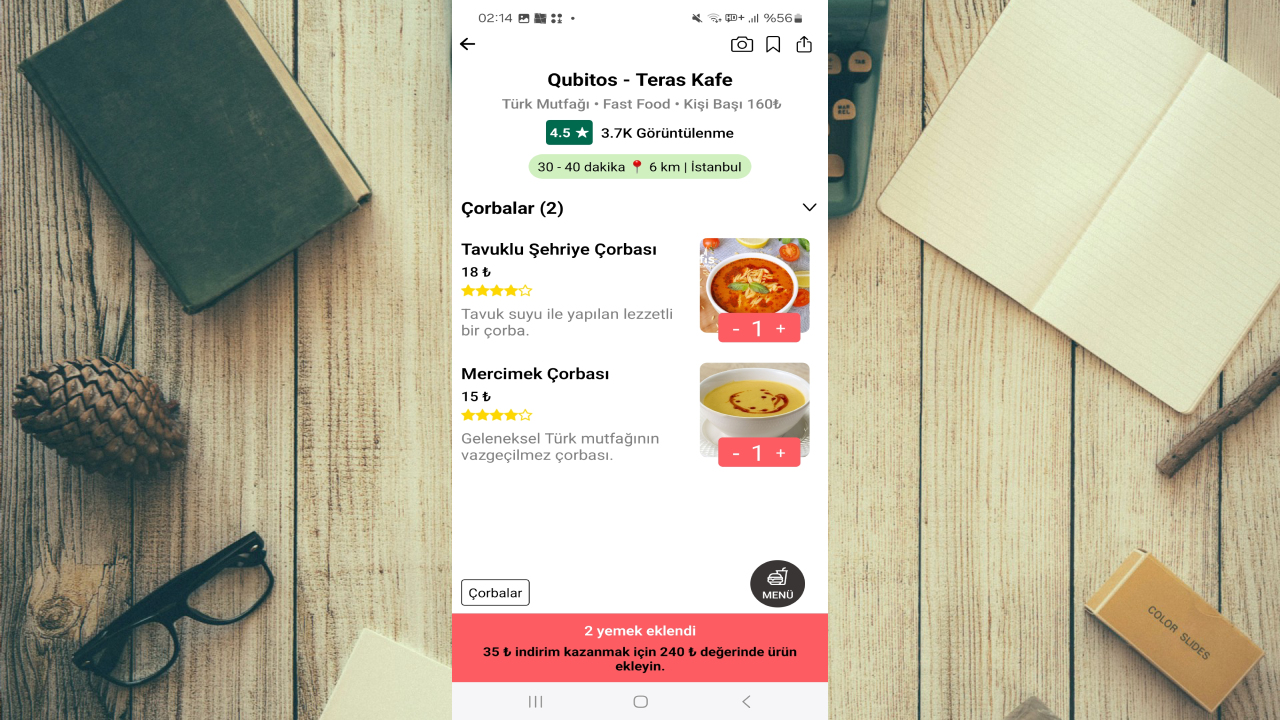 02:14
%56
Qubitos - Teras Kafe
Türk Mutfağı • Fast Food • Kişi Başı 160₺
4.5 ★ 3.7K Görüntülenme
30 - 40 dakika 📍 6 km | İstanbul
Çorbalar (2)
Tavuklu Şehriye Çorbası
18 ₺
Tavuk suyu ile yapılan lezzetli
bir çorba.
- 1 +
Mercimek Çorbası
15 ₺
Geleneksel Türk mutfağının
vazgeçilmez çorbası.
- 1 +
Çorbalar
MENÜ
2 yemek eklendi
35 ₺ indirim kazanmak için 240 ₺ değerinde ürün
ekleyin.
COLOR SLIDES